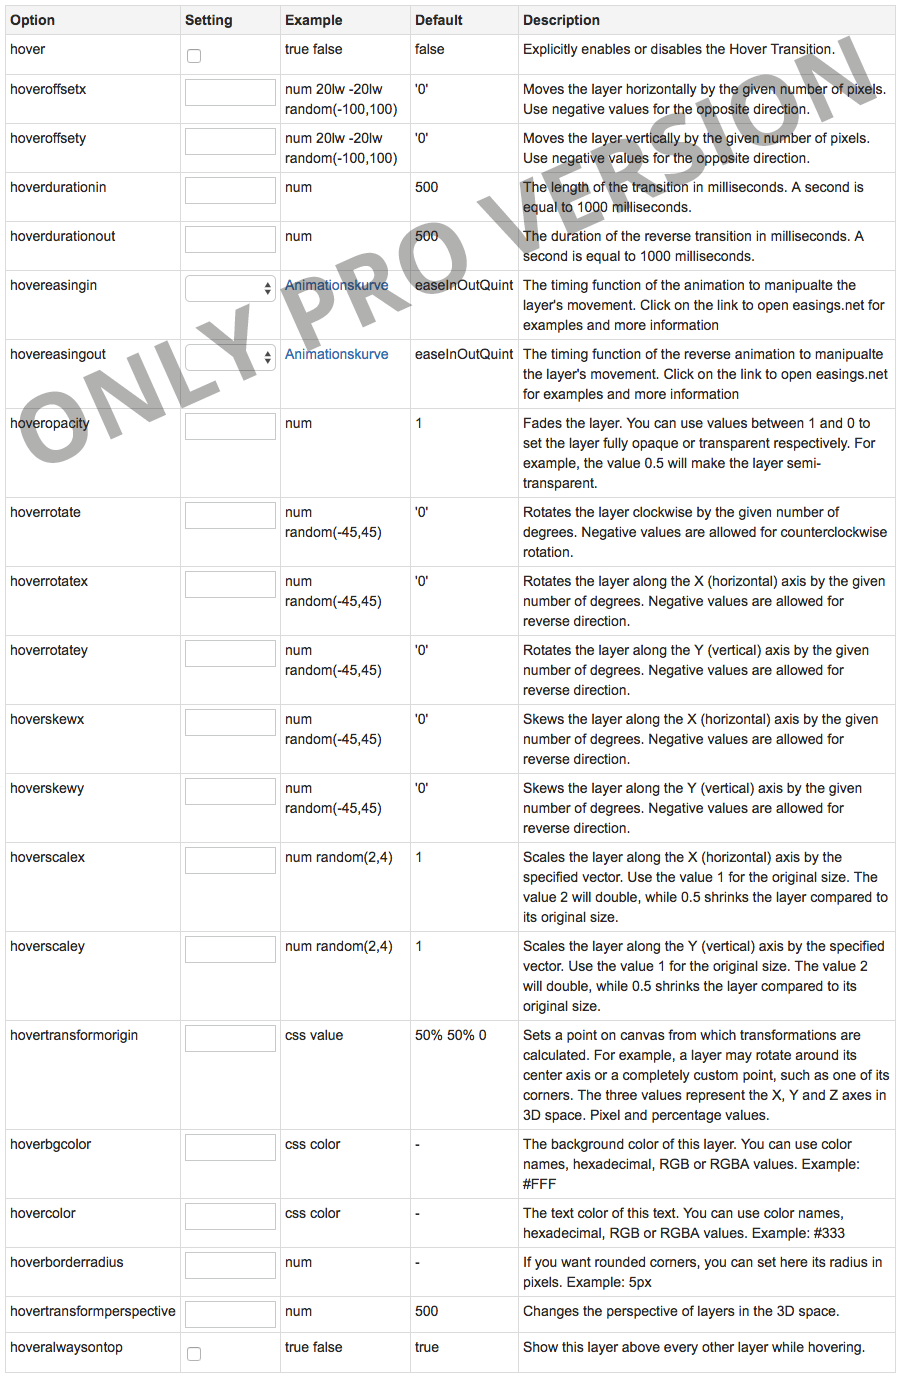 Option Setting Example Default Description
hover true false false Explicitly enables or disables the Hover Transition.
hoveroffsetx num 20lw -20lw '0' Moves the layer horizontally by the given number of pixels.
random(-100,100) Use negative values for the opposite direction.
hoveroffsety num 20lw -20lw '0' Moves the layer vertically by the given number of pixels.
random(-100,100) Use negative values for the opposite direction.
hoverdurationin num 500 The length of the transition in milliseconds. A second is
equal to 1000 milliseconds.
hoverdurationout num 500 The duration of the reverse transition in milliseconds. A
second is equal to 1000 milliseconds.
hovereasingin Animationskurve easeInOutQuint The timing function of the animation to manipualte the
layer's movement. Click on the link to open easings.net for
examples and more information
hovereasingout Animationskurve easeInOutQuint The timing function of the reverse animation to manipualte
the layer's movement. Click on the link to open easings.net
for examples and more information
hoveropacity num 1 Fades the layer. You can use values between 1 and 0 to
set the layer fully opaque or transparent respectively. For
example, the value 0.5 will make the layer semi-
transparent.
hoverrotate num '0' Rotates the layer clockwise by the given number of
random(-45,45) degrees. Negative values are allowed for counterclockwise
rotation.
hoverrotatex num '0' Rotates the layer along the X (horizontal) axis by the given
random(-45,45) number of degrees. Negative values are allowed for
reverse direction.
hoverrotatey num '0' Rotates the layer along the Y (vertical) axis by the given
random(-45,45) number of degrees. Negative values are allowed for
reverse direction.
hoverskewx num '0' Skews the layer along the X (horizontal) axis by the given
random(-45,45) number of degrees. Negative values are allowed for
reverse direction.
hoverskewy num '0' Skews the layer along the Y (vertical) axis by the given
random(-45,45) number of degrees. Negative values are allowed for
reverse direction.
hoverscalex num random(2,4) 1 Scales the layer along the X (horizontal) axis by the
specified vector. Use the value 1 for the original size. The
value 2 will double, while 0.5 shrinks the layer compared to
its original size.
hoverscaley num random(2,4) 1 Scales the layer along the Y (vertical) axis by the specified
vector. Use the value 1 for the original size. The value 2
will double, while 0.5 shrinks the layer compared to its
original size.
hovertransformorigin css value 50% 50% 0 Sets a point on canvas from which transformations are
calculated. For example, a layer may rotate around its
center axis or a completely custom point, such as one of its
corners. The three values represent the X, Y and Z axes in
3D space. Pixel and percentage values.
hoverbgcolor css color - The background color of this layer. You can use color
names, hexadecimal, RGB or RGBA values. Example:
#FFF
hovercolor css color - The text color of this text. You can use color names,
hexadecimal, RGB or RGBA values. Example: #333
hoverborderradius num - If you want rounded corners, you can set here its radius in
pixels. Example: 5px
hovertransformperspective num 500 Changes the perspective of layers in the 3D space.
hoveralwaysontop true false true Show this layer above every other layer while hovering.
ONLY PRO VERSION